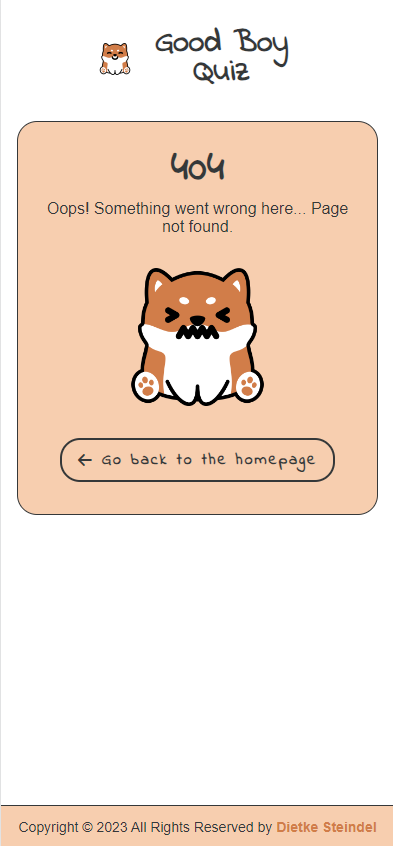 Good Boy
Quiz
404
Oops! Something went wrong here... Page
not found.
← Go back to the homepage
Copyright © 2023 All Rights Reserved by Dietke Steindel